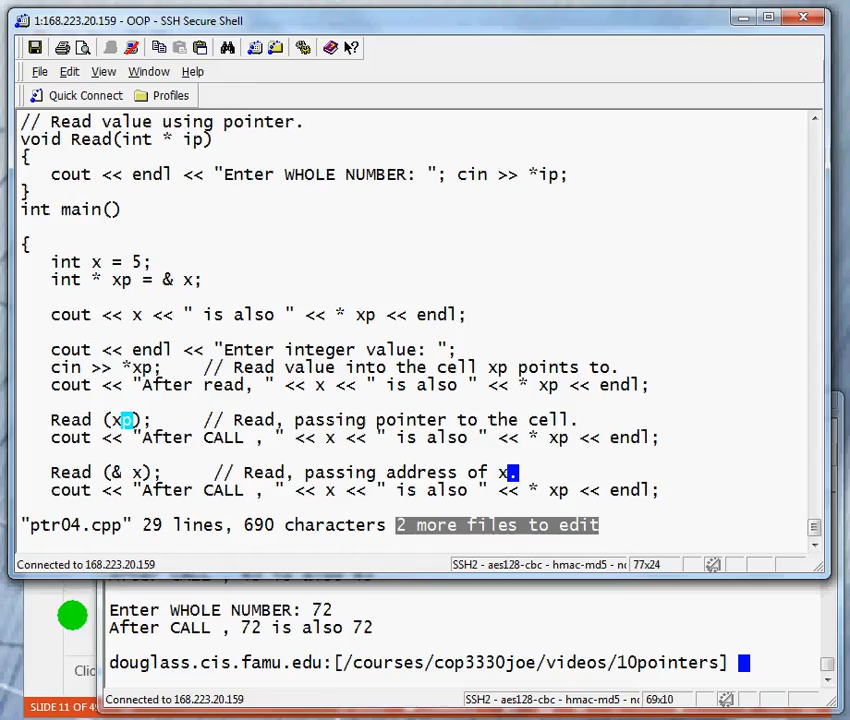 1:168.223.20.159 - OOP - SSH Secure Shell
File Edit View Window Help
Quick Connect Profiles
// Read value using pointer.
void Read(int * ip)
{
cout << endl << "Enter WHOLE NUMBER: "; cin >> *ip;
}
int main()
{
int x = 5;
int * xp = & x;
cout << x << " is also " << * xp << endl;
cout << endl << "Enter integer value: ";
cin >> *xp; // Read value into the cell xp points to.
cout << "After read, " << x << " is also " << * xp << endl;
Read (xp); // Read, passing pointer to the cell.
cout << "After CALL , " << x << " is also " << * xp << endl;
Read (& x); // Read, passing address of x.
cout << "After CALL , " << x << " is also " << * xp << endl;
"ptr04.cpp" 29 lines, 690 characters 2 more files to edit
Connected to 168.223.20.159 SSH2 - aes128-cbc - hmac-md5 - nc 77x24
Enter WHOLE NUMBER: 72
After CALL , 72 is also 72
douglass.cis.famu.edu:[/courses/cop3330joe/videos/10pointers]
Clic
Connected to 168.223.20.159 SSH2 - aes128-cbc - hmac-md5 - nc 69x10
SLIDE 11 OF 4